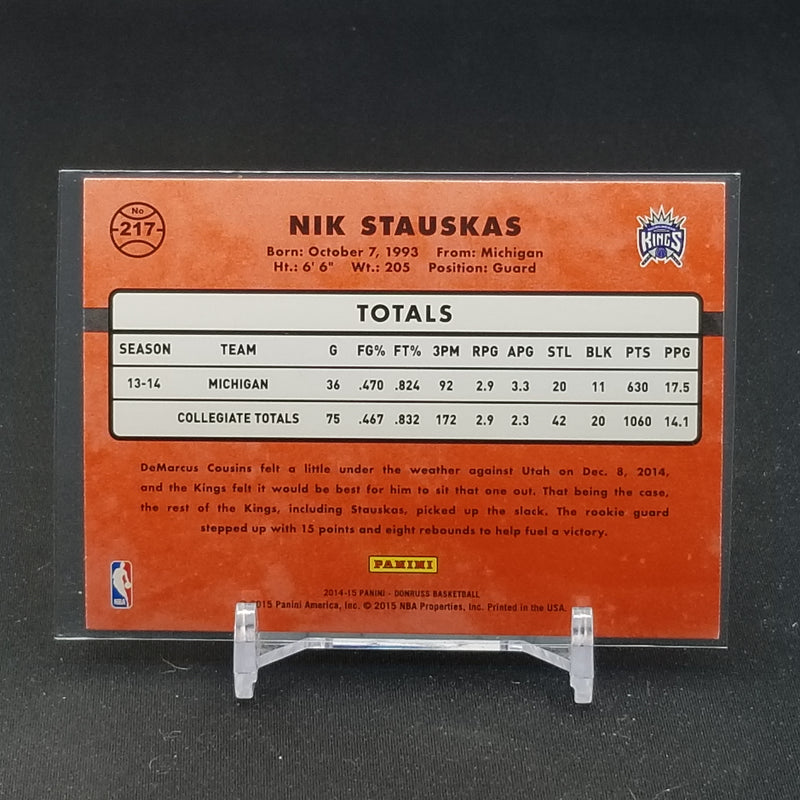 No
217
NIK STAUSKAS
KINGS
Born: October 7, 1993 From: Michigan
Ht.: 6' 6" Wt.: 205 Position: Guard
TOTALS
SEASON TEAM G FG% FT% 3PM RPG APG STL BLK PTS PPG
13-14 MICHIGAN 36 .470 .824 92 2.9 3.3 20 11 630 17.5
COLLEGIATE TOTALS 75 .467 .832 172 2.9 2.3 42 20 1060 14.1
DeMarcus Cousins felt a little under the weather against Utah on Dec. 8, 2014,
and the Kings felt it would be best for him to sit that one out. That being the case,
the rest of the Kings, including Stauskas, picked up the slack. The rookie guard
stepped up with 15 points and eight rebounds to help fuel a victory.
PANINI
NBA
2014-15 PANINI - DONRUSS BASKETBALL
2015 Panini America, Inc. © 2015 NBA Properties, Inc. Printed in the USA.